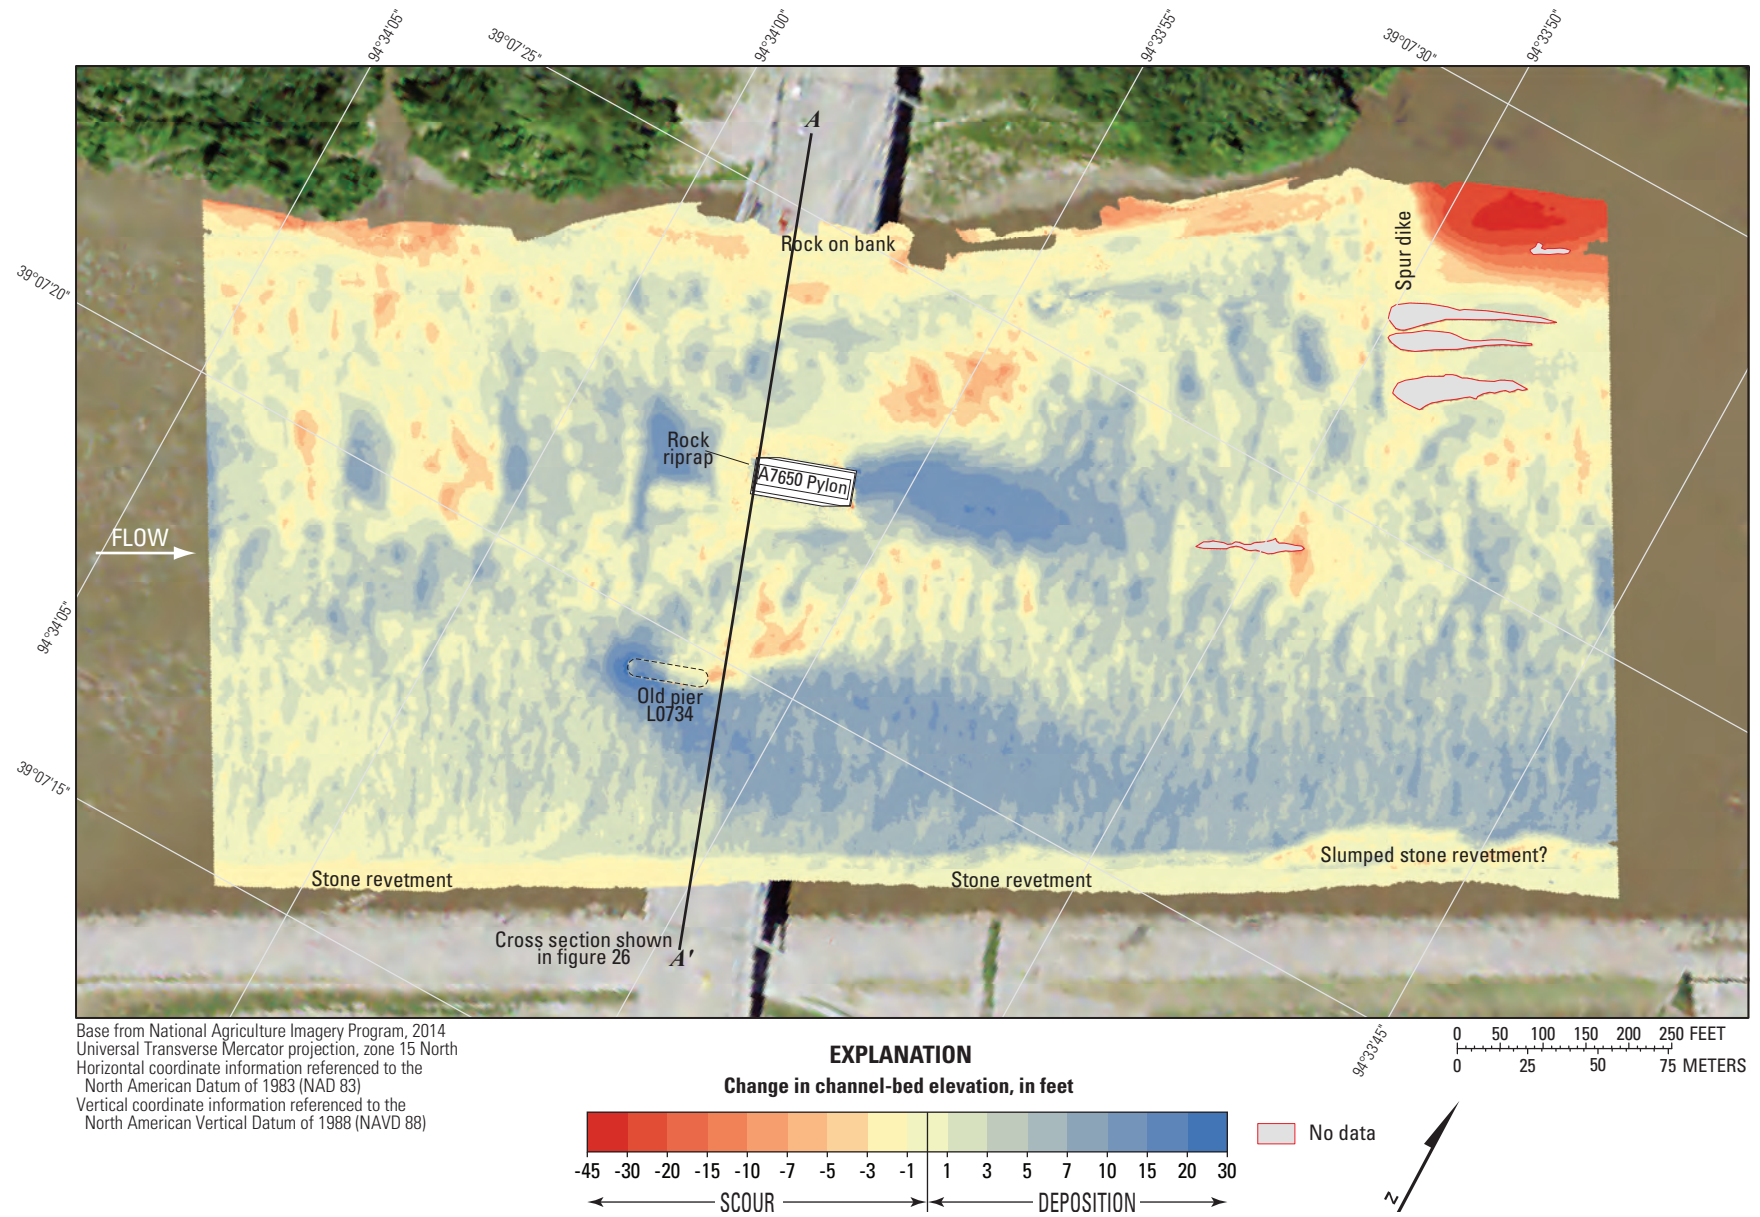 94°34'05"
39°07'25"
94°34'00"
94°33'55"
39°07'30"
94°33'50"
A
Rock on bank
Spur dike
39°07'20"
Rock
riprap
A7650 Pylon
FLOW
94°34'05"
Old pier
L0734
39°07'15"
Slumped stone revetment?
Stone revetment
Stone revetment
Cross section shown
in figure 26
A'
94°33'45"
Base from National Agriculture Imagery Program, 2014
Universal Transverse Mercator projection, zone 15 North
Horizontal coordinate information referenced to the
North American Datum of 1983 (NAD 83)
Vertical coordinate information referenced to the
North American Vertical Datum of 1988 (NAVD 88)
EXPLANATION
Change in channel-bed elevation, in feet
-45 -30 -20 -15 -10 -7 -5 -3 -1 1 3 5 7 10 15 20 30
SCOUR DEPOSITION
No data
0 50 100 150 200 250 FEET
0 25 50 75 METERS
N